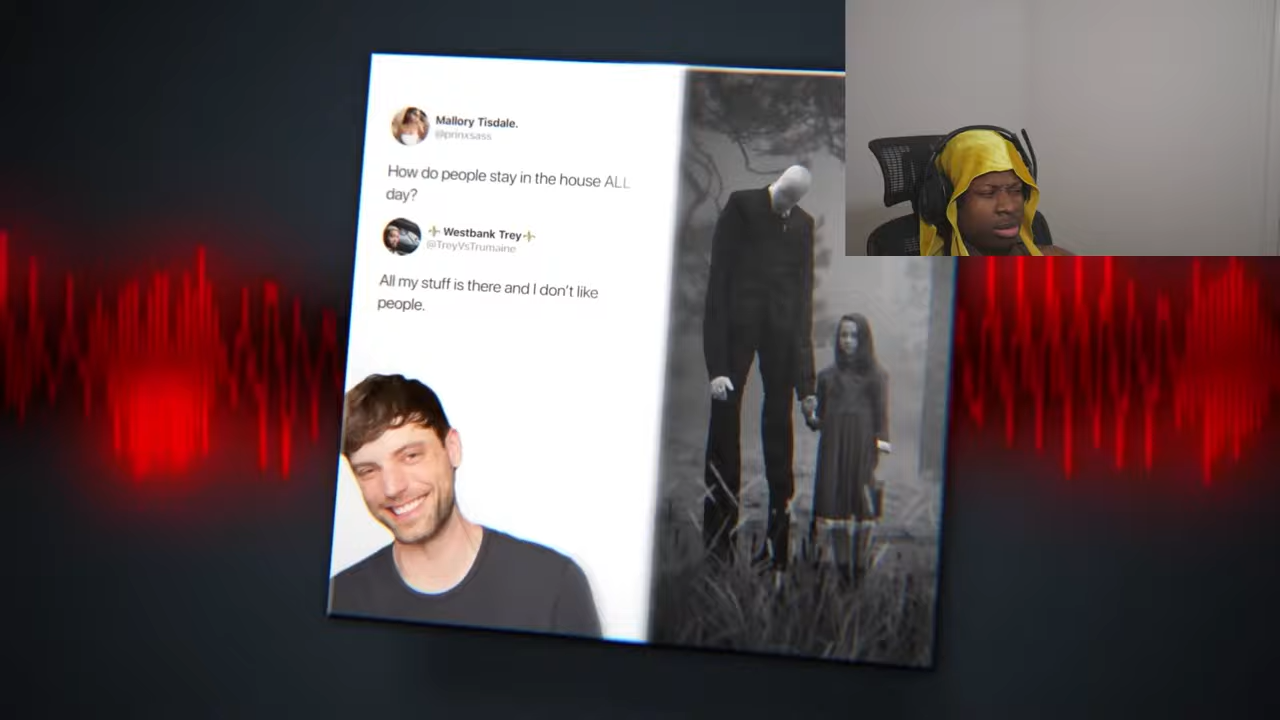 Mallory Tisdale.
@prinxsass
How do people stay in the house ALL
day?
⚜️ Westbank Trey⚜️
@TreyVsTrumaine
All my stuff is there and I don't like
people.